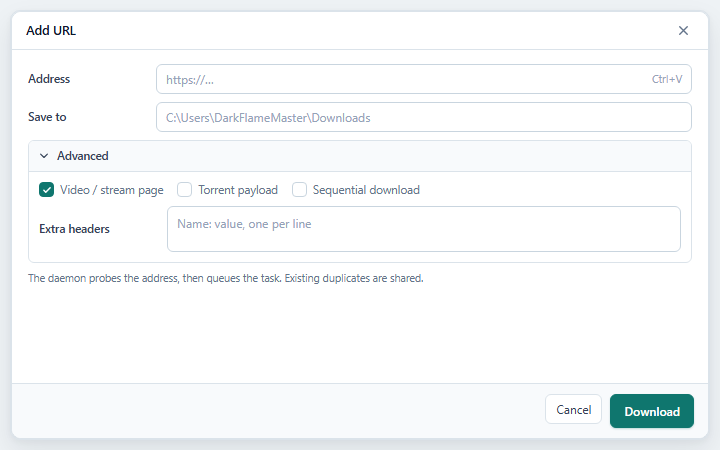 Add URL
Address
https://...
Ctrl+V
Save to
C:\Users\DarkFlameMaster\Downloads
Advanced
Video / stream page
Torrent payload
Sequential download
Extra headers
Name: value, one per line
The daemon probes the address, then queues the task. Existing duplicates are shared.
Cancel
Download